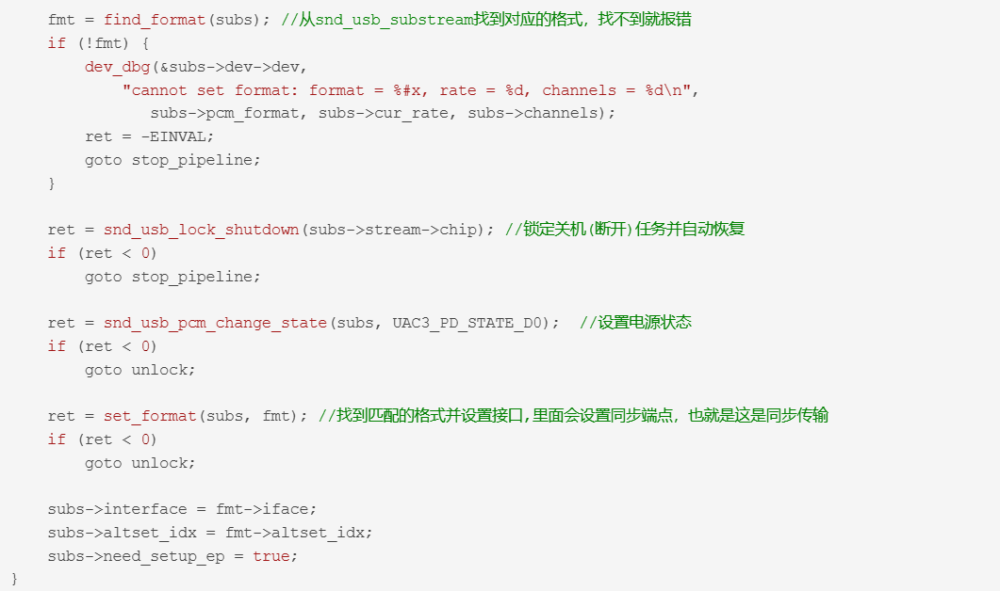 fmt = find_format(subs); //从snd_usb_substream找到对应的格式，找不到就报错
    if (!fmt) {
        dev_dbg(&subs->dev->dev,
            "cannot set format: format = %#x, rate = %d, channels = %d\n",
               subs->pcm_format, subs->cur_rate, subs->channels);
        ret = -EINVAL;
        goto stop_pipeline;
    }

    ret = snd_usb_lock_shutdown(subs->stream->chip); //锁定关机(断开)任务并自动恢复
    if (ret < 0)
        goto stop_pipeline;

    ret = snd_usb_pcm_change_state(subs, UAC3_PD_STATE_D0);  //设置电源状态
    if (ret < 0)
        goto unlock;

    ret = set_format(subs, fmt); //找到匹配的格式并设置接口,里面会设置同步端点，也就是这是同步传输
    if (ret < 0)
        goto unlock;

    subs->interface = fmt->iface;
    subs->altset_idx = fmt->altset_idx;
    subs->need_setup_ep = true;
}